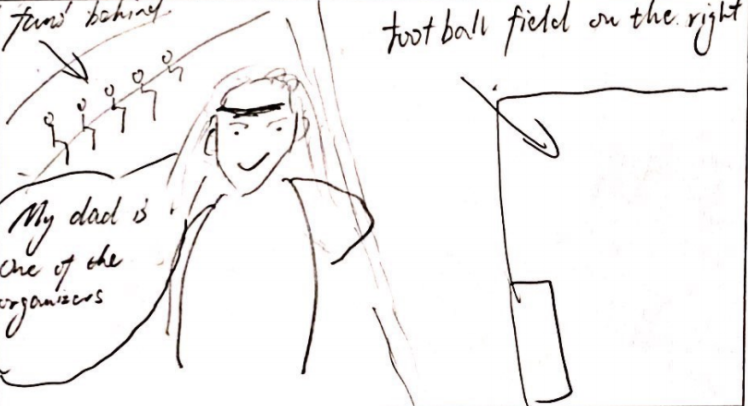 fans behind
football field on the right
My dad is
one of the
organizers